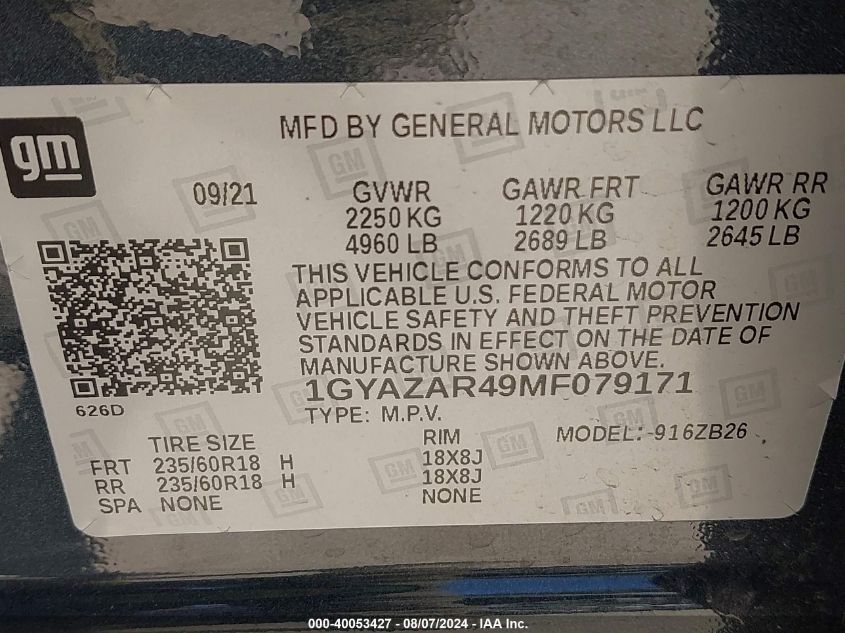 gm
MFD BY GENERAL MOTORS LLC
09/21
GVWR GAWR FRT GAWR RR
2250 KG 1220 KG 1200 KG
4960 LB 2689 LB 2645 LB
THIS VEHICLE CONFORMS TO ALL
APPLICABLE U.S. FEDERAL MOTOR
VEHICLE SAFETY AND THEFT PREVENTION
STANDARDS IN EFFECT ON THE DATE OF
MANUFACTURE SHOWN ABOVE.
1GYAZAR49MF079171
626D
TYPE: M.P.V.
TIRE SIZE RIM MODEL: 916ZB26
FRT 235/60R18 H 18X8J
RR 235/60R18 H 18X8J
SPA NONE NONE
000-40053427 - 08/07/2024 - IAA Inc.